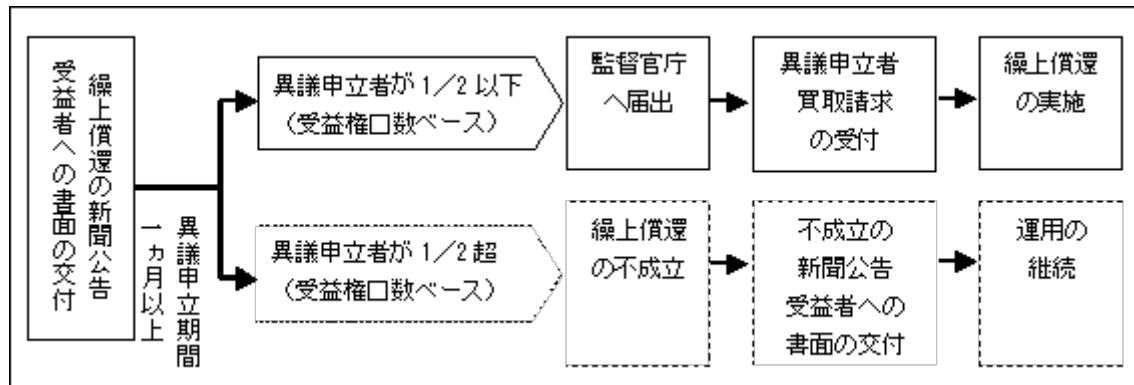 繰上償還の新聞公告
受益者への書面の交付
異議申立期間
一ヵ月以上
異議申立者が1/2以下
(受益権口数ベース)
監督官庁
へ届出
異議申立者
買取請求
の受付
繰上償還
の実施
異議申立者が1/2超
(受益権口数ベース)
繰上償還
の不成立
不成立の
新聞公告
受益者への
書面の交付
運用の
継続